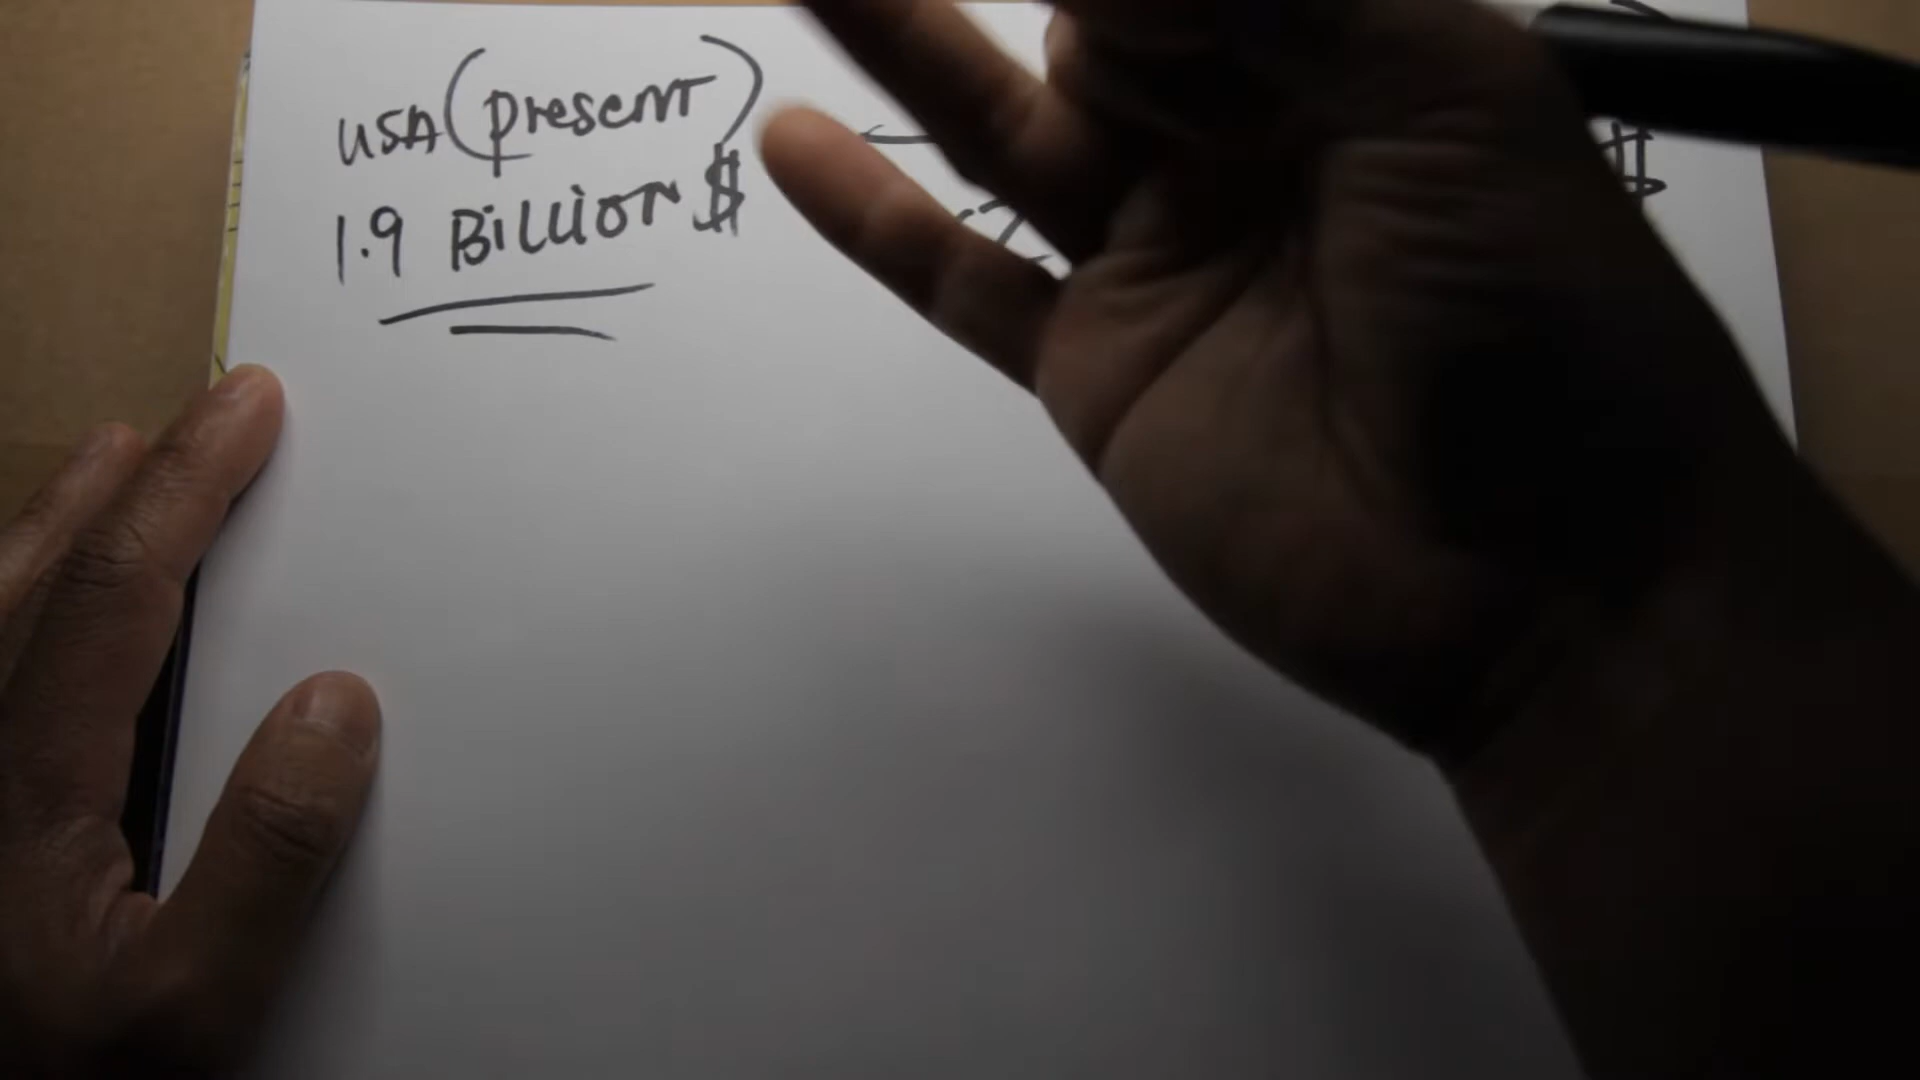 USA (present)
1.9 Billion $
$